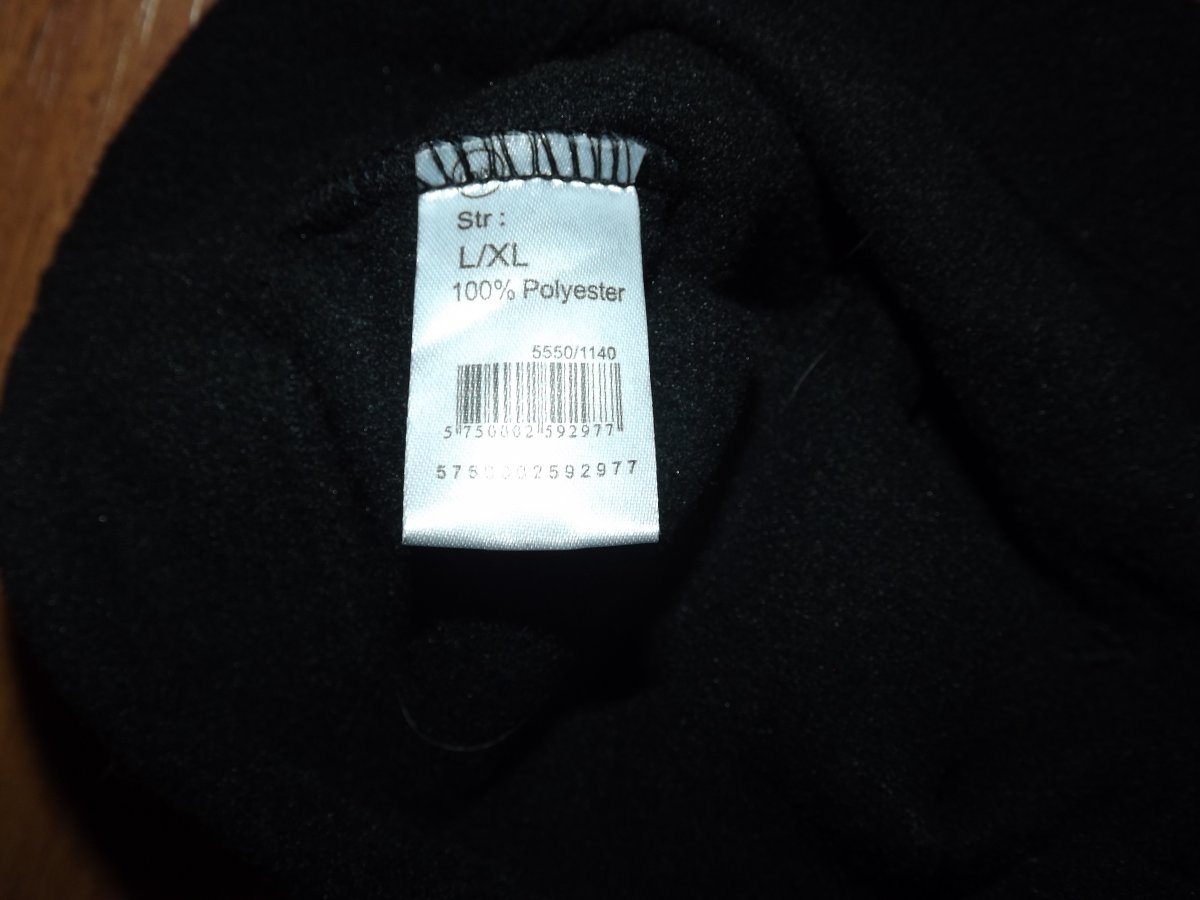 Str :
L/XL
100% Polyester
5550/1140
5 750002 592977
5750002592977